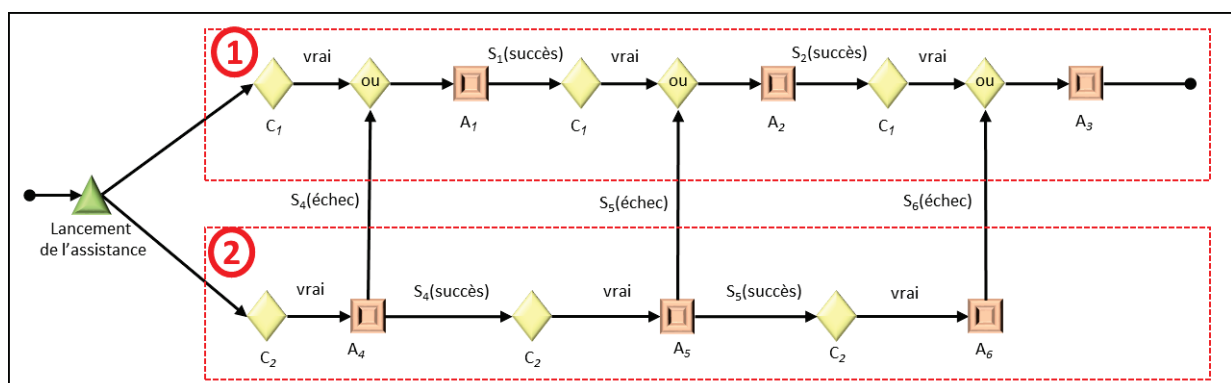 1
vrai
S1(succès)
vrai
S2(succès)
vrai
ou
ou
ou
C1
A1
C1
A2
C1
A3
S4(échec)
S5(échec)
S6(échec)
Lancement
de l'assistance
2
vrai
S4(succès)
vrai
S5(succès)
vrai
C2
A4
C2
A5
C2
A6